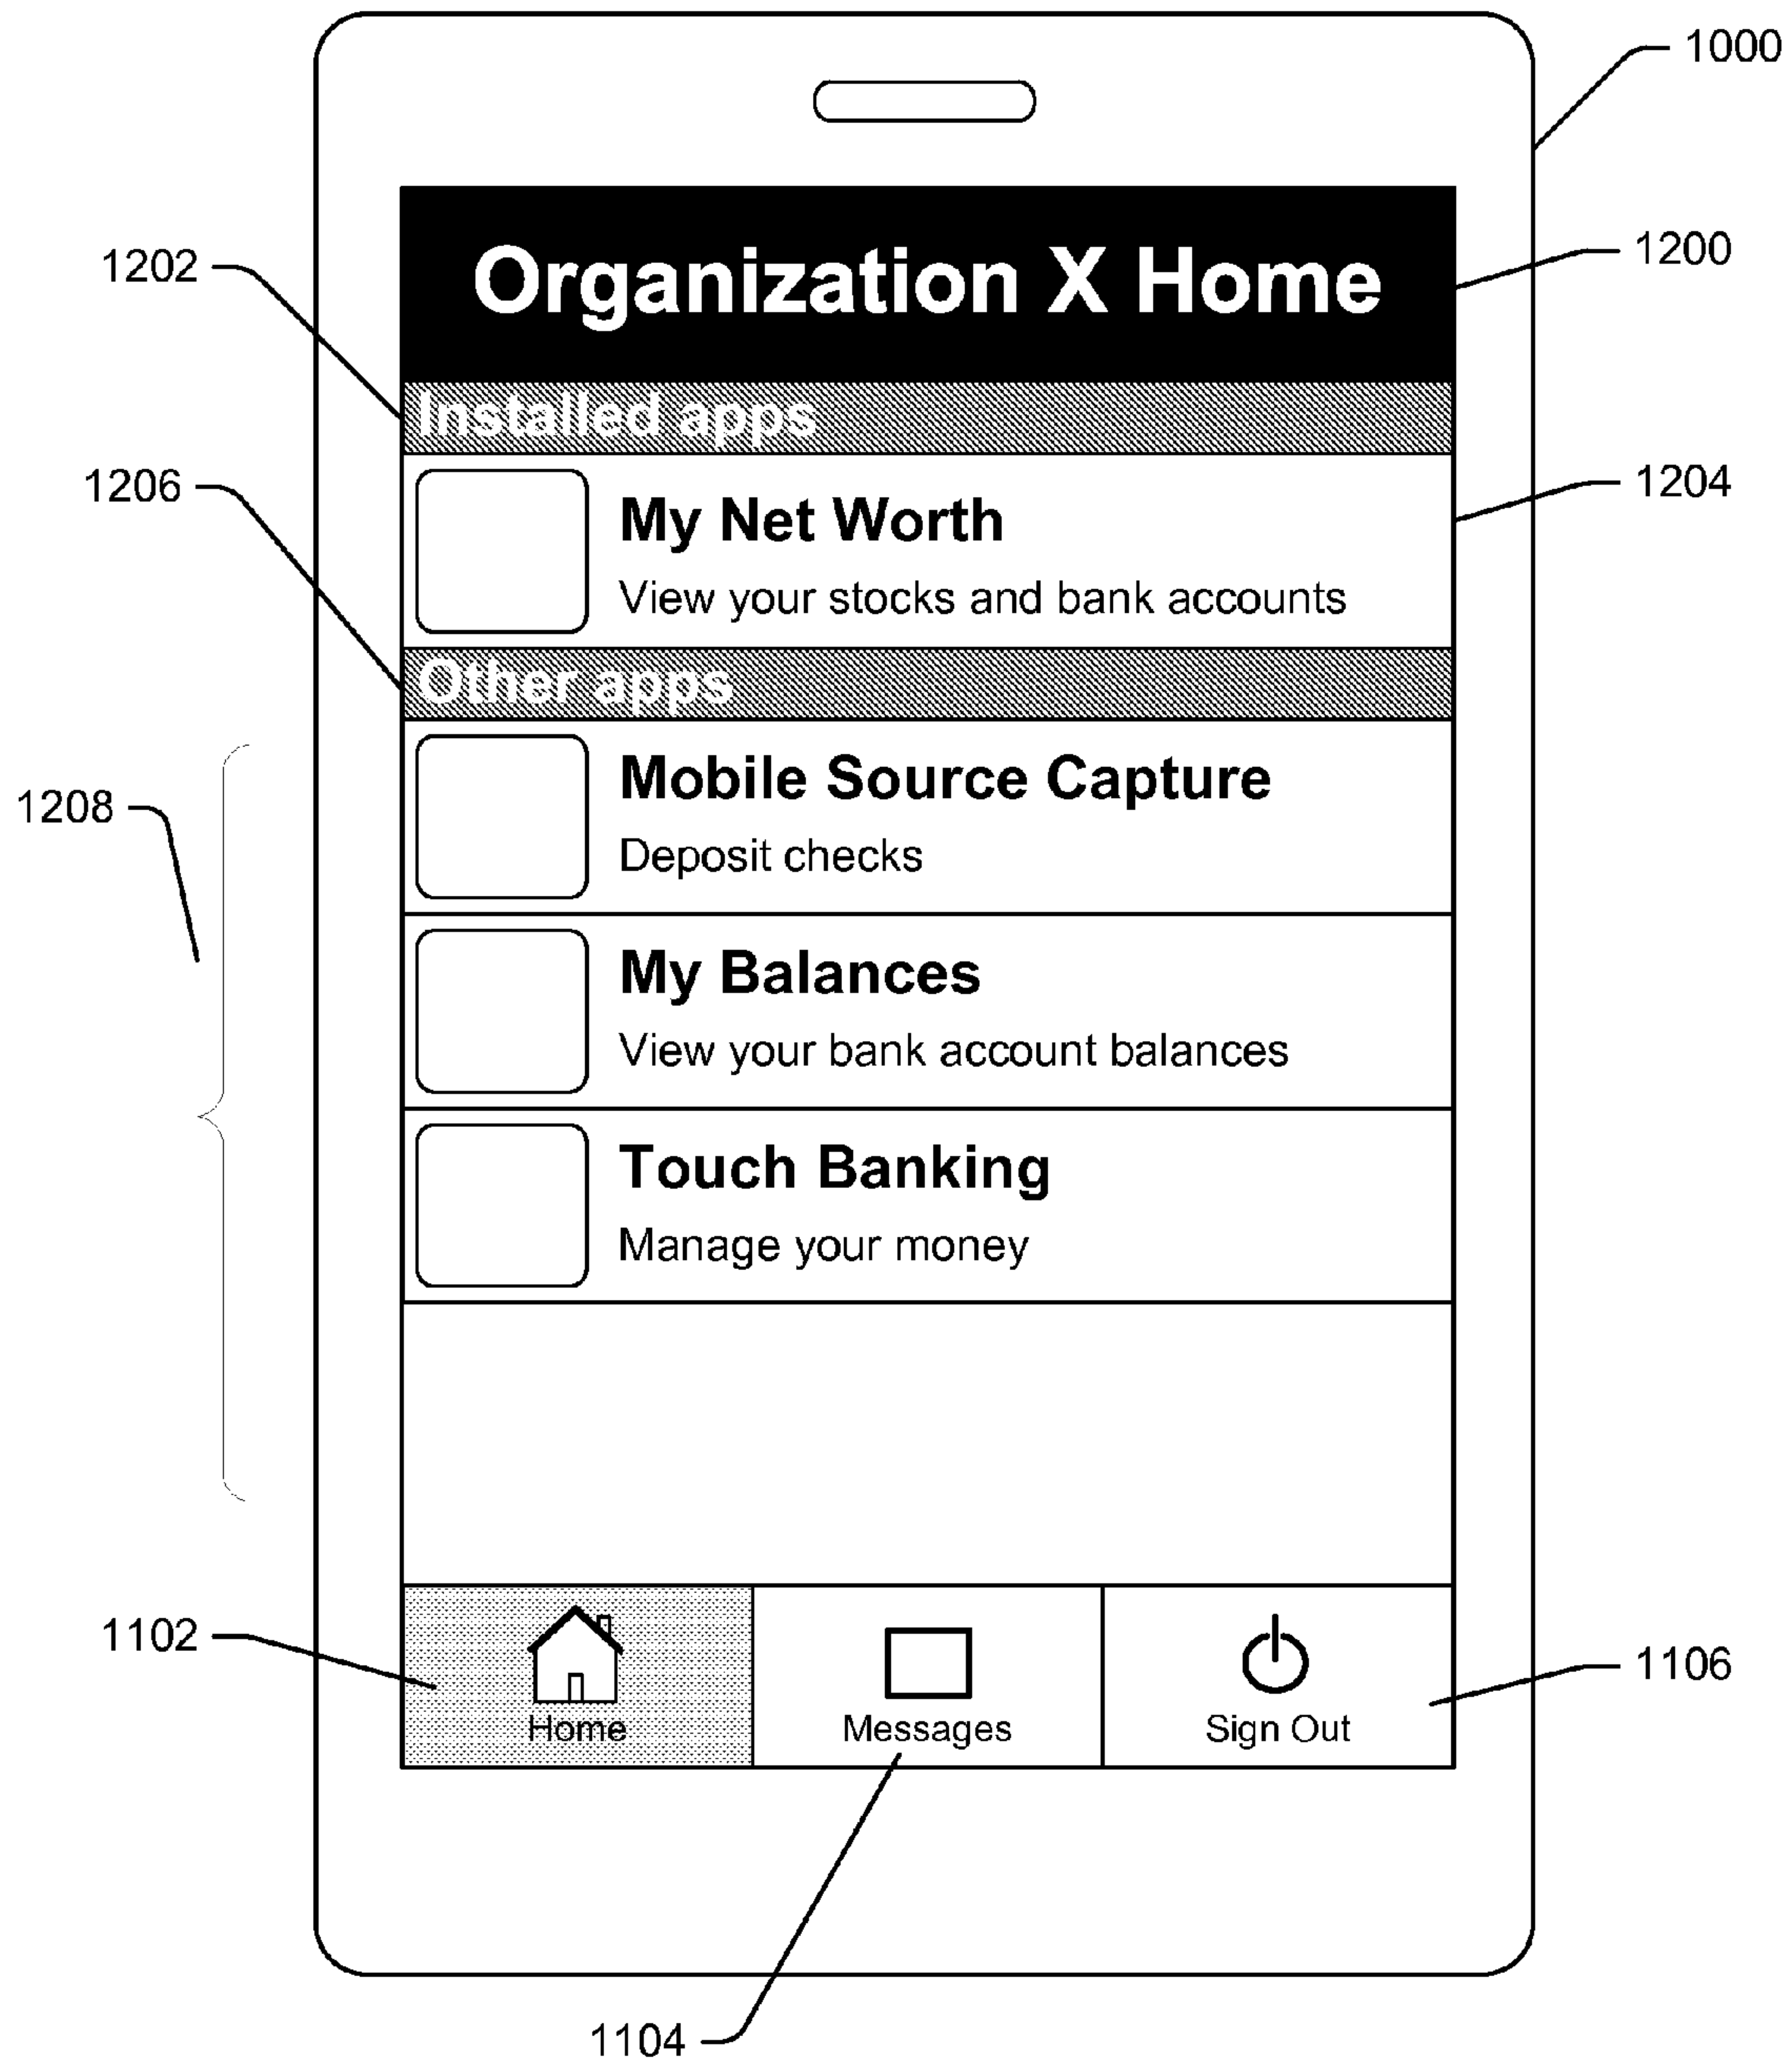 1000
Organization X Home
1200
1202
Installed apps
1206
My Net Worth
1204
View your stocks and bank accounts
Other apps
Mobile Source Capture
1208
Deposit checks
My Balances
View your bank account balances
Touch Banking
Manage your money
1102
1106
Home
Messages
Sign Out
1104